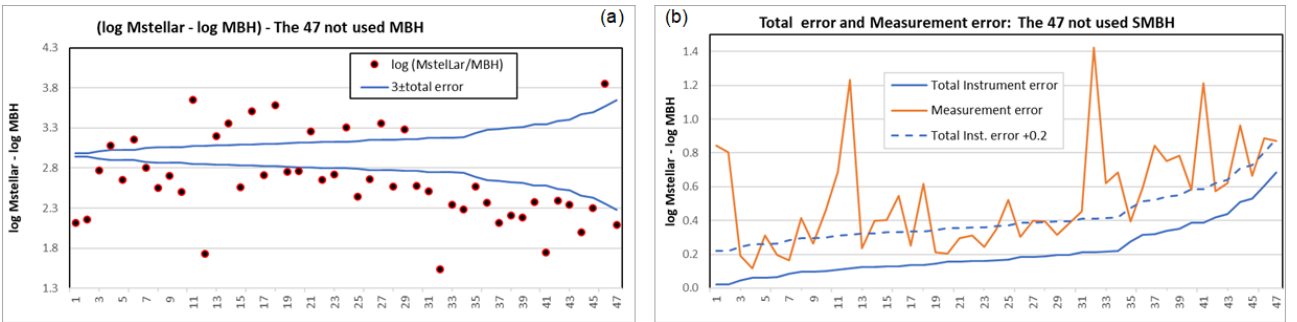 (log Mstellar - log MBH) - The 47 not used MBH
(a)
log Mstellar - log MBH
4.3
3.8
3.3
2.8
2.3
1.8
1.3
log (MstelLar/MBH)
3±total error
1 3 5 7 9 11 13 15 17 19 21 23 25 27 29 31 33 35 37 39 41 43 45 47
(b)
Total error and Measurement error: The 47 not used SMBH
log Mstellar - log MBH
1.4
1.2
1.0
0.8
0.6
0.4
0.2
0.0
Total Instrument error
Measurement error
Total Inst. error +0.2
1 3 5 7 9 11 13 15 17 19 21 23 25 27 29 31 33 35 37 39 41 43 45 47